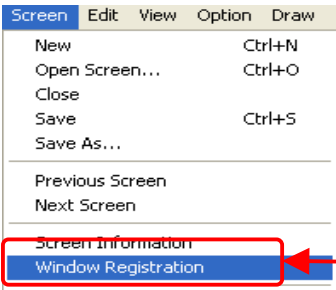 Screen Edit View Option Draw
New Ctrl+N
Open Screen... Ctrl+O
Close
Save Ctrl+S
Save As...
Previous Screen
Next Screen
Screen Information
Window Registration